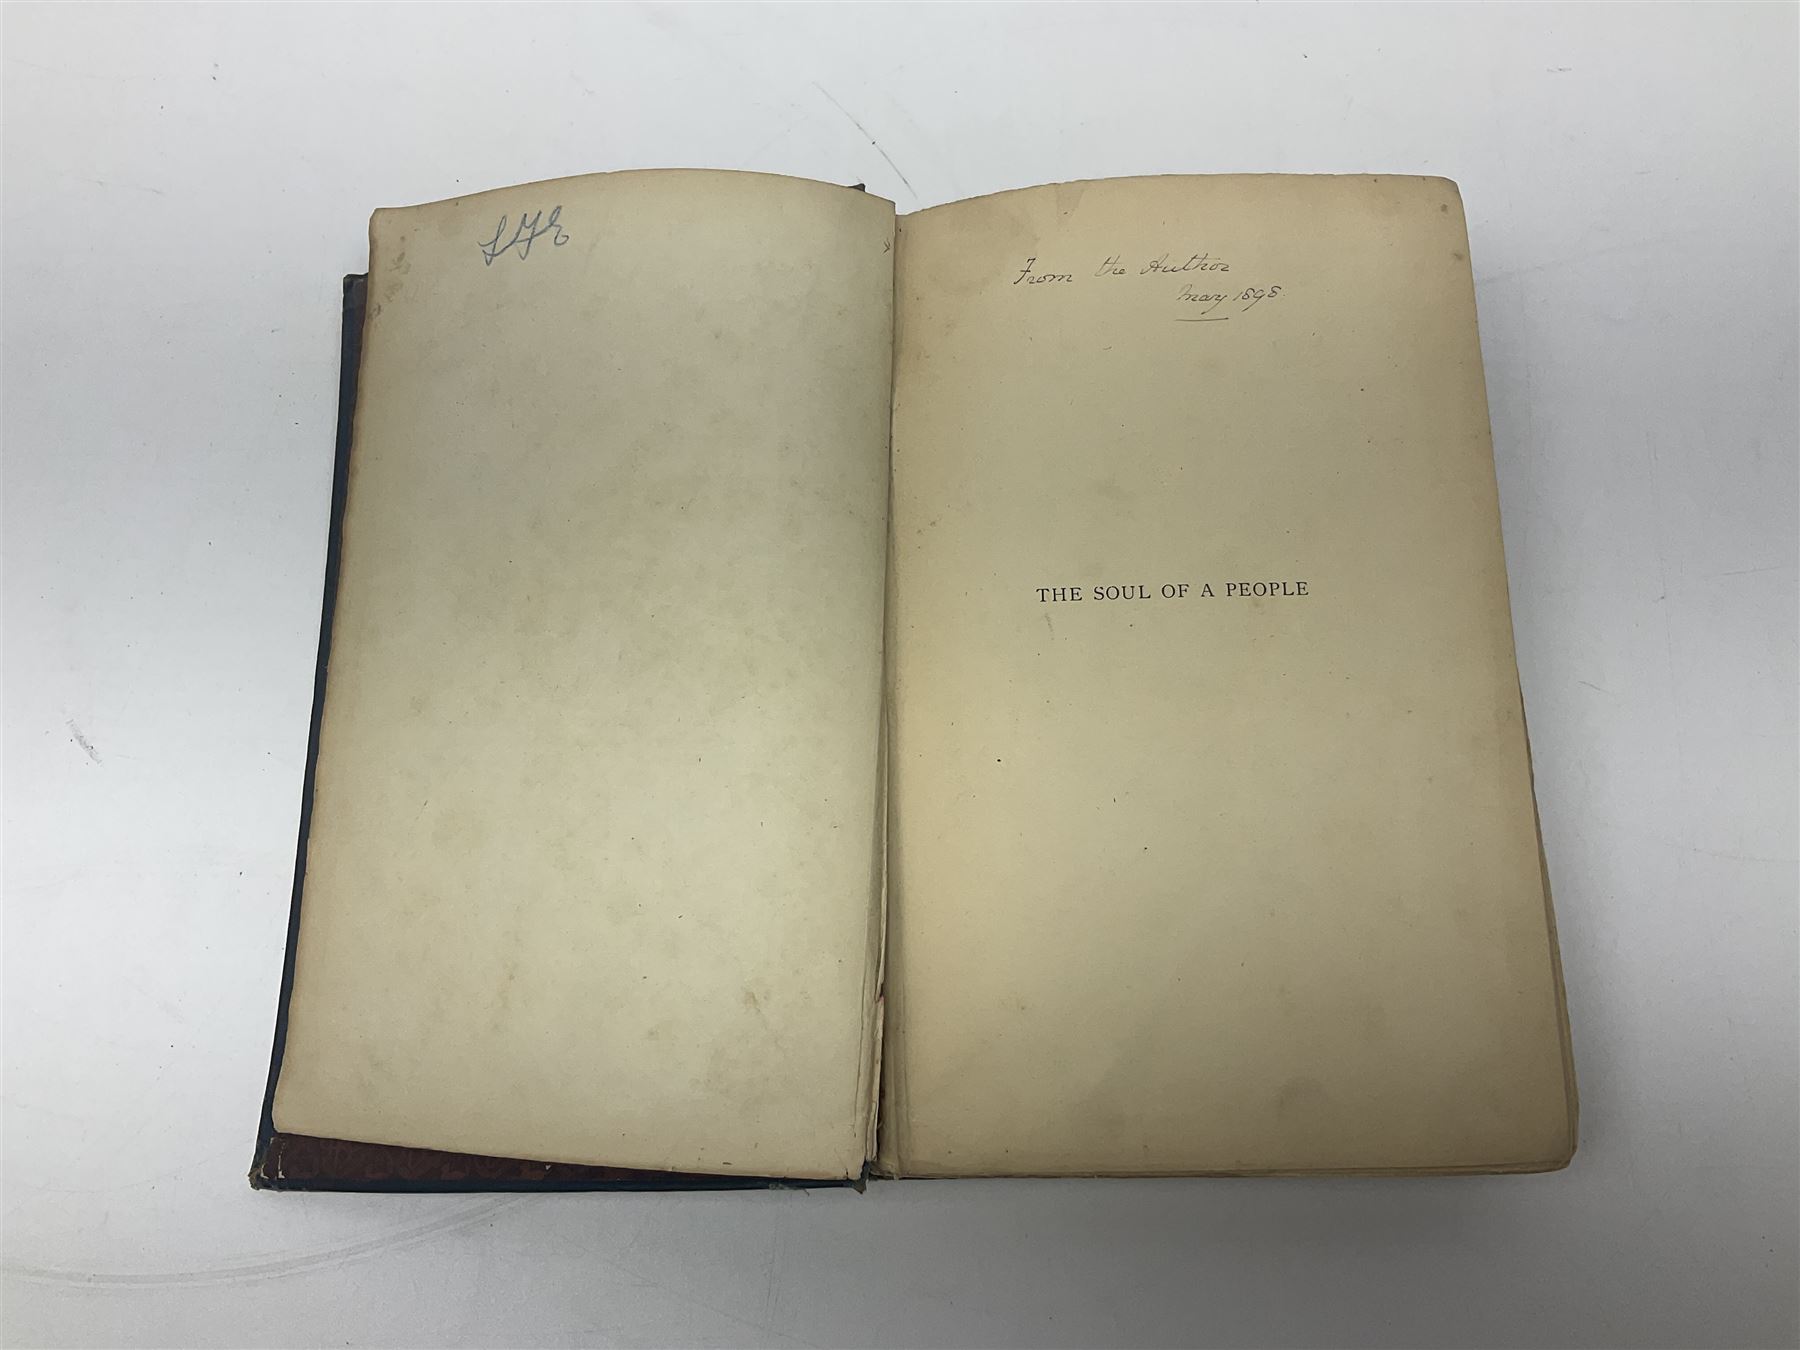 From the Author
May 1898
THE SOUL OF A PEOPLE